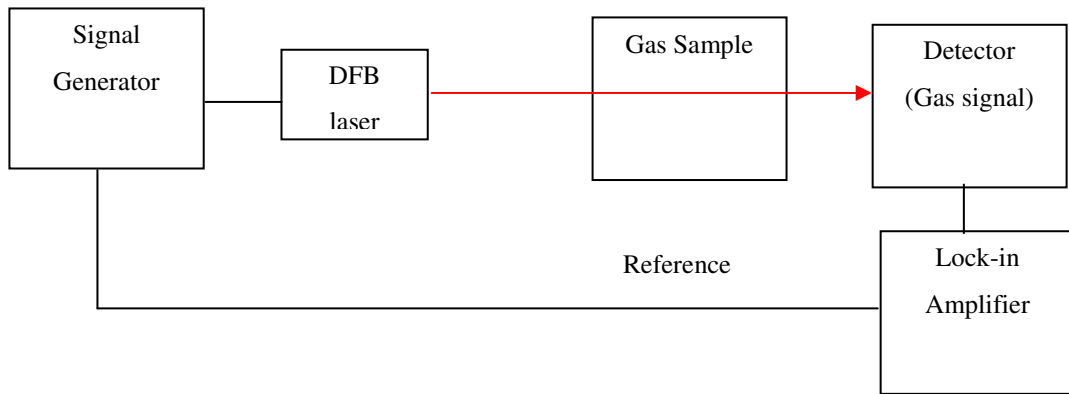 Signal
Generator
DFB
laser
Gas Sample
Detector
(Gas signal)
Reference
Lock-in
Amplifier